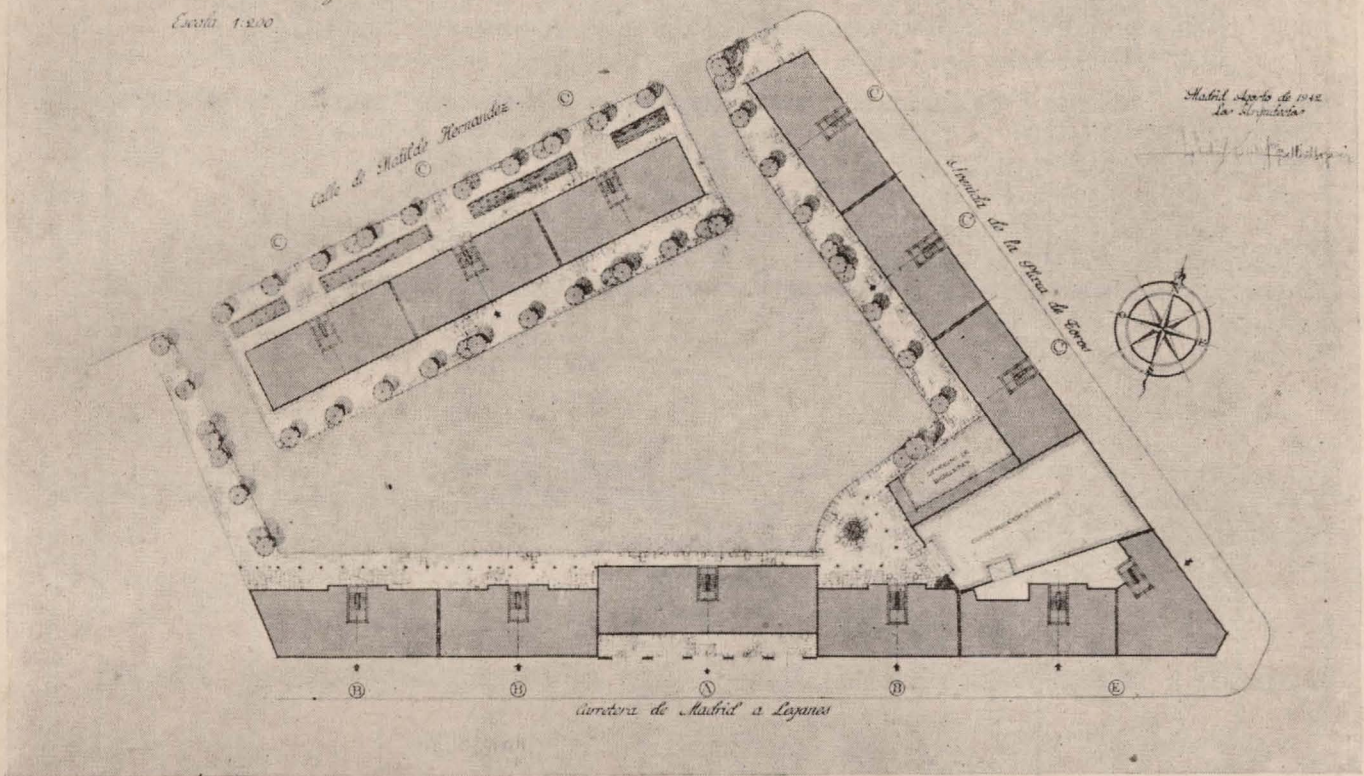 Escala 1:200
Madrid Agosto de 1942
Los Arquitectos
Calle de Matilde Hernandez
Avenida de la Plaza de Toros
C
C
C
C
C
C
B
B
A
B
E
Carretera de Madrid a Leganes